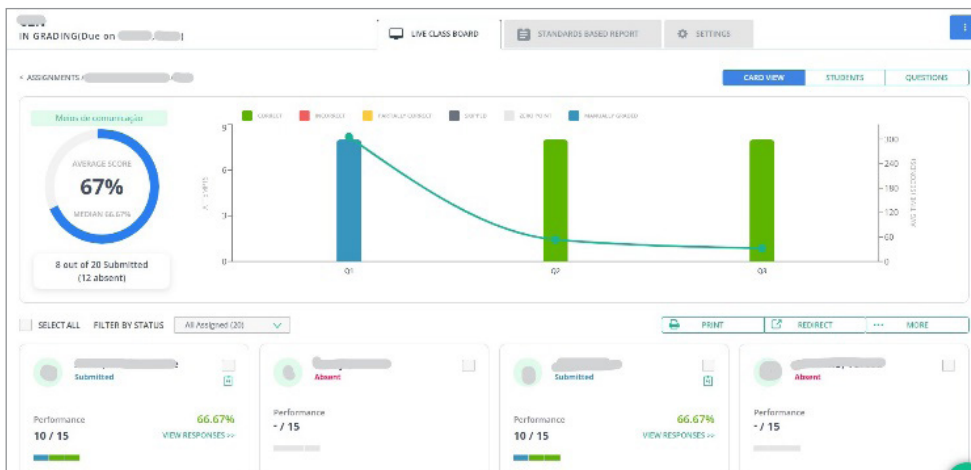 IN GRADING(Due on
LIVE CLASS BOARD
STANDARDS BASED REPORT
SETTINGS
< ASSIGNMENTS /
CARD VIEW
STUDENTS
QUESTIONS
Meios de comunicação
AVERAGE SCORE
67%
MEDIAN 66.67%
8 out of 20 Submitted
(12 absent)
CORRECT
INCORRECT
PARTIALLY CORRECT
SKIPPED
ZERO POINT
MANUALLY GRADED
ATTEMPTS
9
6
3
0
Q1
Q2
Q3
300
240
180
120
60
0
AVG TIME (SECONDS)
SELECT ALL
FILTER BY STATUS
All Assigned (20)
PRINT
REDIRECT
MORE
Submitted
Performance
66.67%
10 / 15
VIEW RESPONSES >>
Absent
Performance
- / 15
Submitted
Performance
66.67%
10 / 15
VIEW RESPONSES >>
Absent
Performance
- / 15